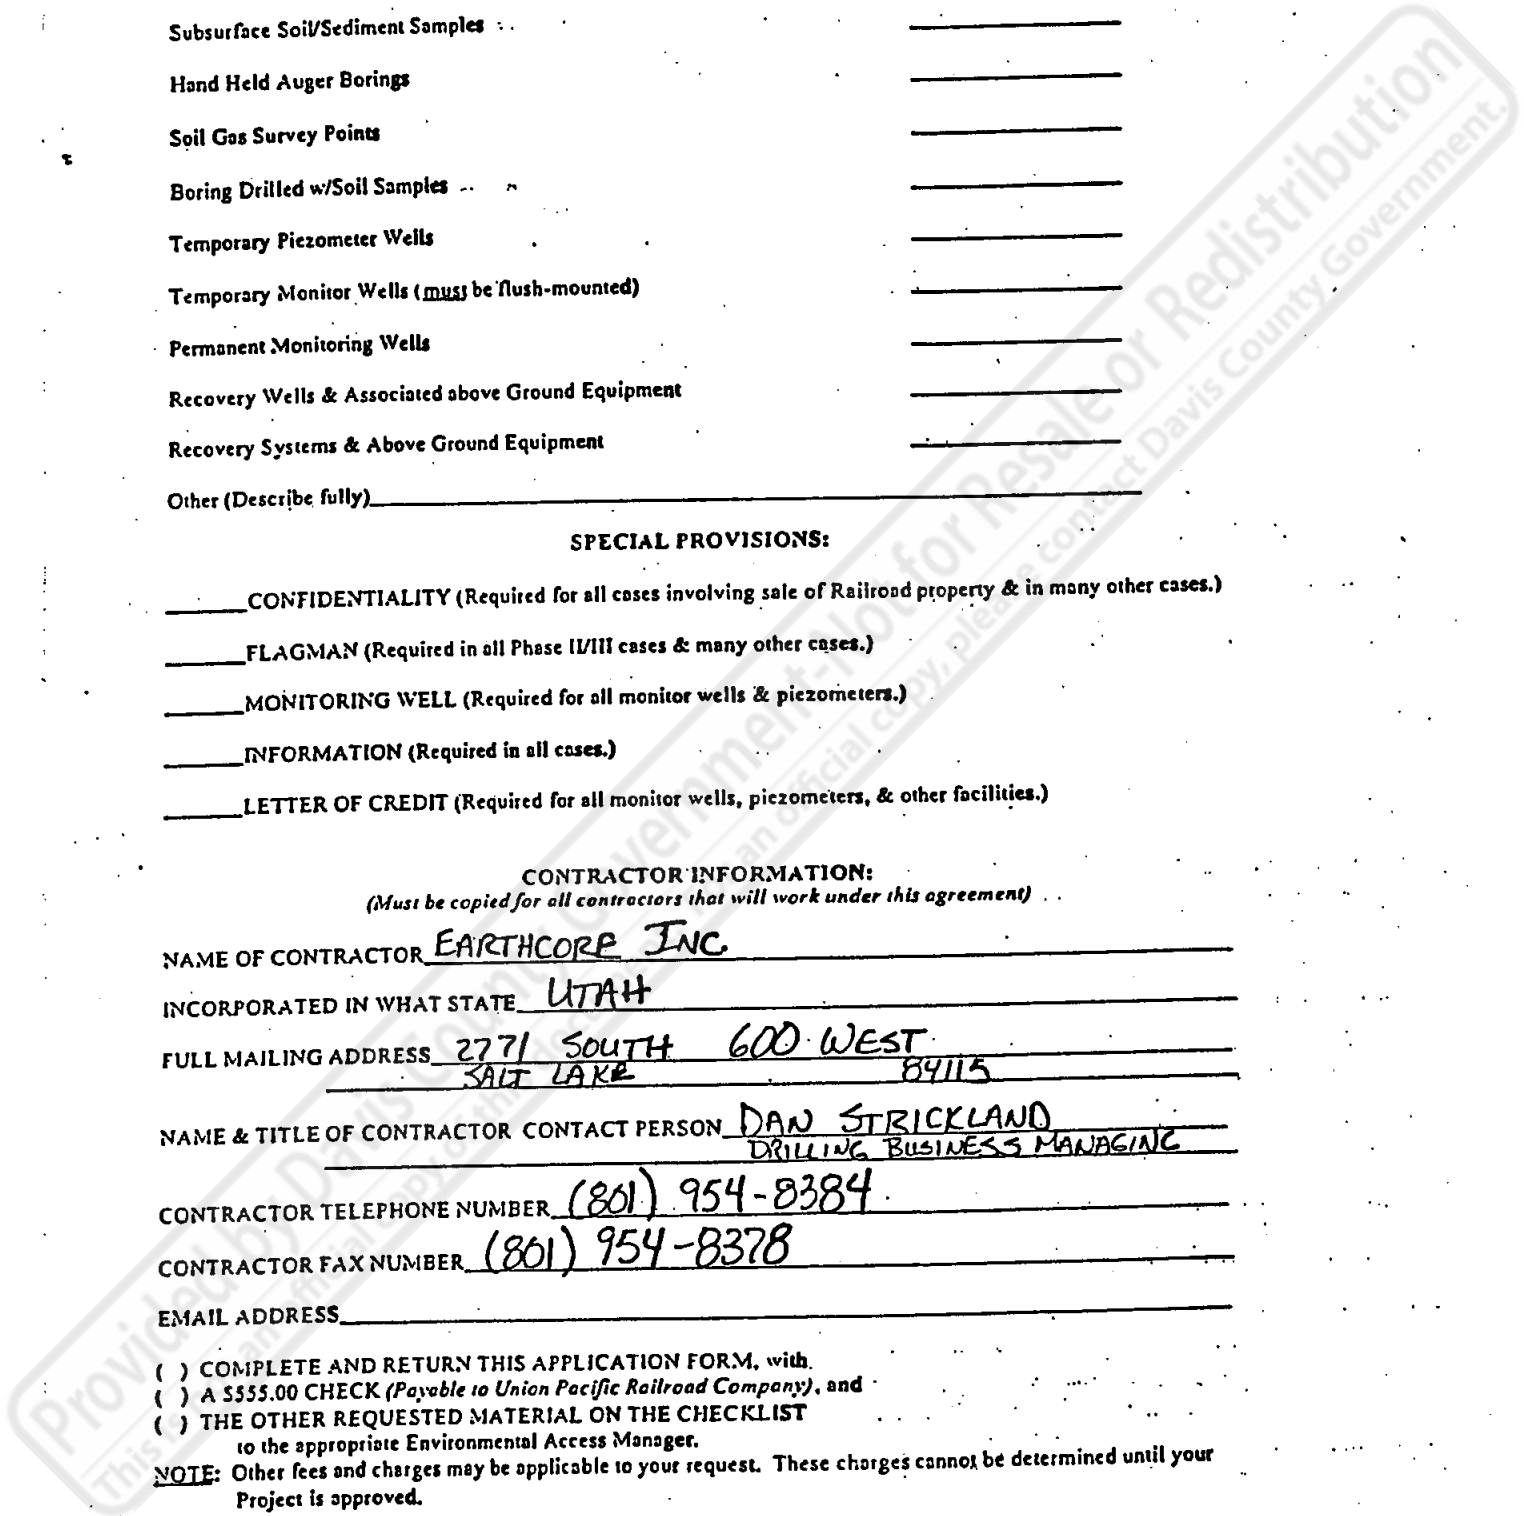 Subsurface Soil/Sediment Samples
Hand Held Auger Borings
Soil Gas Survey Points
Boring Drilled w/Soil Samples
Temporary Piezometer Wells
Temporary Monitor Wells (must be flush-mounted)
Permanent Monitoring Wells
Recovery Wells & Associated above Ground Equipment
Recovery Systems & Above Ground Equipment
Other (Describe fully)
SPECIAL PROVISIONS:
CONFIDENTIALITY (Required for all cases involving sale of Railroad property & in many other cases.)
FLAGMAN (Required in all Phase II/III cases & many other cases.)
MONITORING WELL (Required for all monitor wells & piezometers.)
INFORMATION (Required in all cases.)
LETTER OF CREDIT (Required for all monitor wells, piezometers, & other facilities.)
CONTRACTOR INFORMATION:
(Must be copied for all contractors that will work under this agreement)
NAME OF CONTRACTOR EARTHCORE INC
INCORPORATED IN WHAT STATE UTAH
FULL MAILING ADDRESS 2771 SOUTH 600 WEST
SALT LAKE 84115
NAME & TITLE OF CONTRACTOR CONTACT PERSON DAN STRICKLAND
DRILLING BUSINESS MANAGING
CONTRACTOR TELEPHONE NUMBER (801) 954-8384
CONTRACTOR FAX NUMBER (801) 954-8378
EMAIL ADDRESS
( ) COMPLETE AND RETURN THIS APPLICATION FORM, with.
( ) A $555.00 CHECK (Payable to Union Pacific Railroad Company), and
( ) THE OTHER REQUESTED MATERIAL ON THE CHECKLIST
to the appropriate Environmental Access Manager.
NOTE: Other fees and charges may be applicable to your request. These charges cannot be determined until your
Project is approved.
Provided by Davis County Government-Not for Resale or Redistribution
This is not an official copy of this document. For an official copy, please contact Davis County Government.